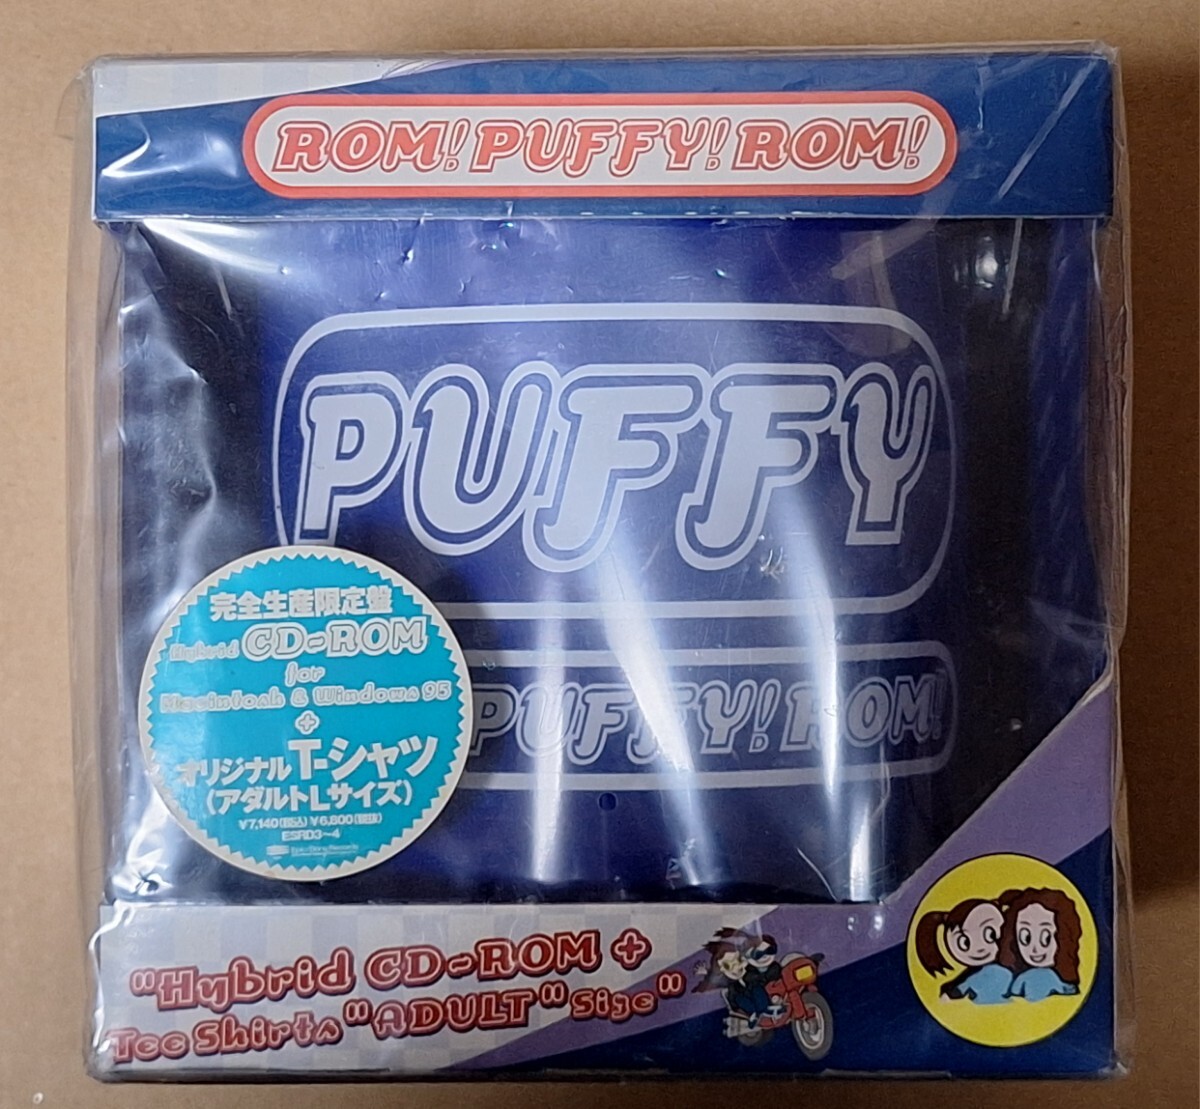 ROM! PUFFY! ROM!
PUFFY
PUFFY! ROM!
完全生産限定盤
Hybrid CD-ROM
for
Macintosh & Windows 95
+
オリジナルT-シャツ
(アダルトLサイズ)
¥7,140(税込)¥6,800(税抜)
ESRD3〜4
"Hybrid CD-ROM +
Tee Shirts "ADULT" Size"